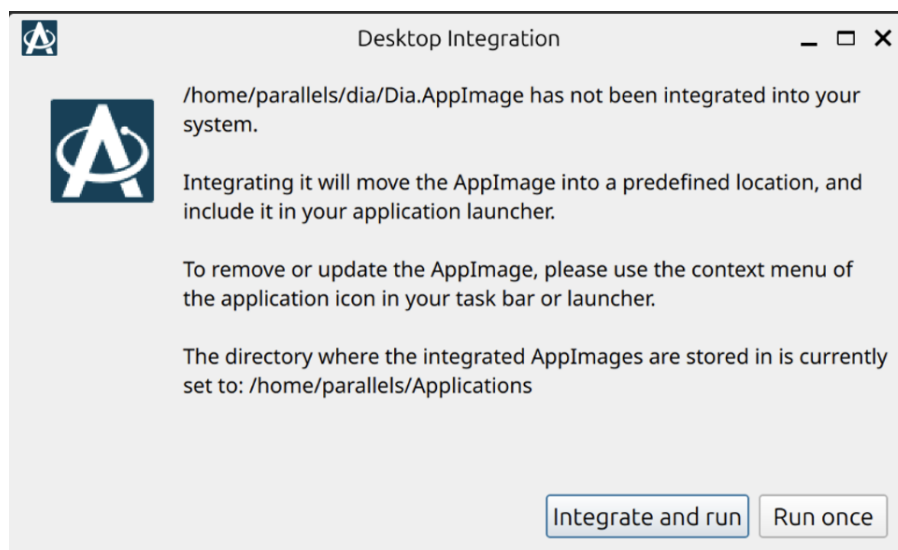 Desktop Integration
/home/parallels/dia/Dia.AppImage has not been integrated into your
system.
Integrating it will move the AppImage into a predefined location, and
include it in your application launcher.
To remove or update the AppImage, please use the context menu of
the application icon in your task bar or launcher.
The directory where the integrated AppImages are stored in is currently
set to: /home/parallels/Applications
Integrate and run Run once